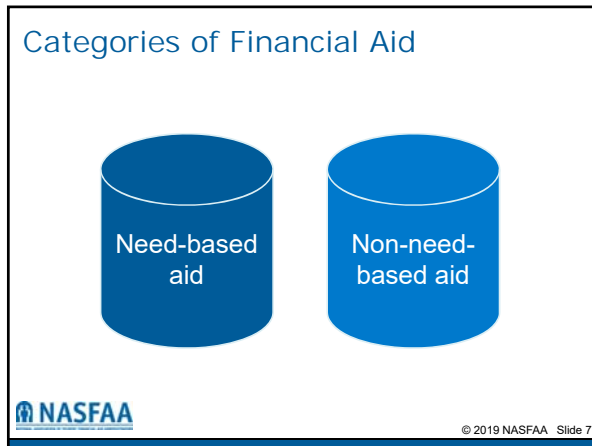 Categories of Financial Aid
Need-based
aid
Non-need-
based aid
NASFAA
© 2019 NASFAA Slide 7